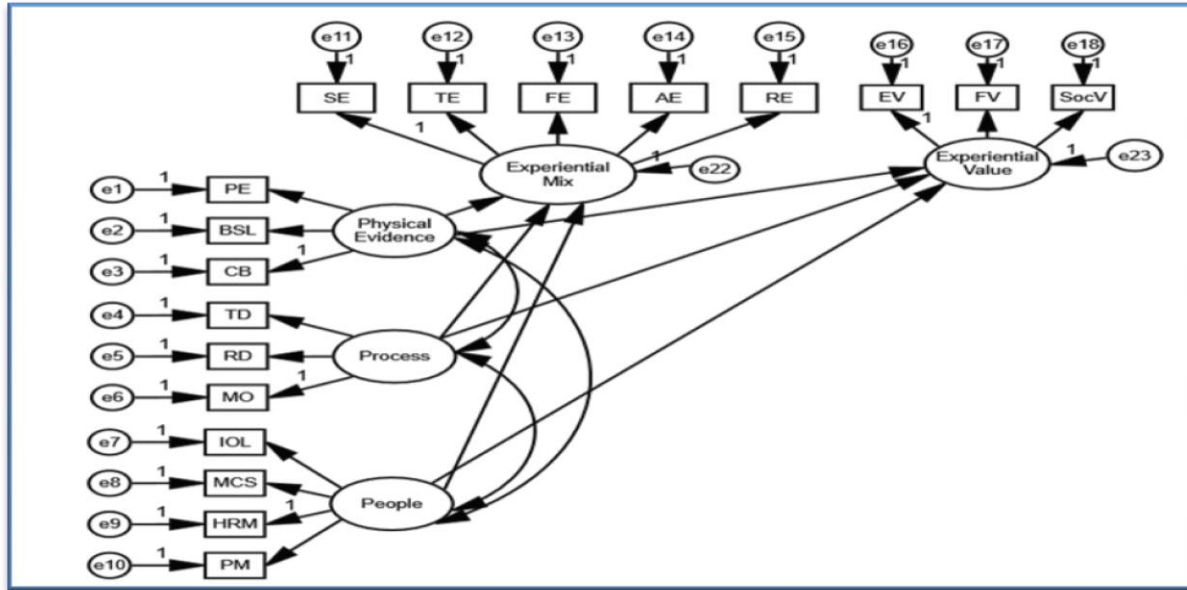 e11 e12 e13 e14 e15 e16 e17 e18
1 1 1 1 1 1 1 1
SE TE FE AE RE EV FV SocV
1 1
Experiential
Mix
1 e22
Experiential
Value
1 e23
e1 1 PE
e2 1 BSL
e3 1 CB
1
Physical
Evidence
e4 1 TD
e5 1 RD
e6 1 MO
1
Process
e7 1 IOL
e8 1 MCS
e9 1 HRM
e10 1 PM
1
People